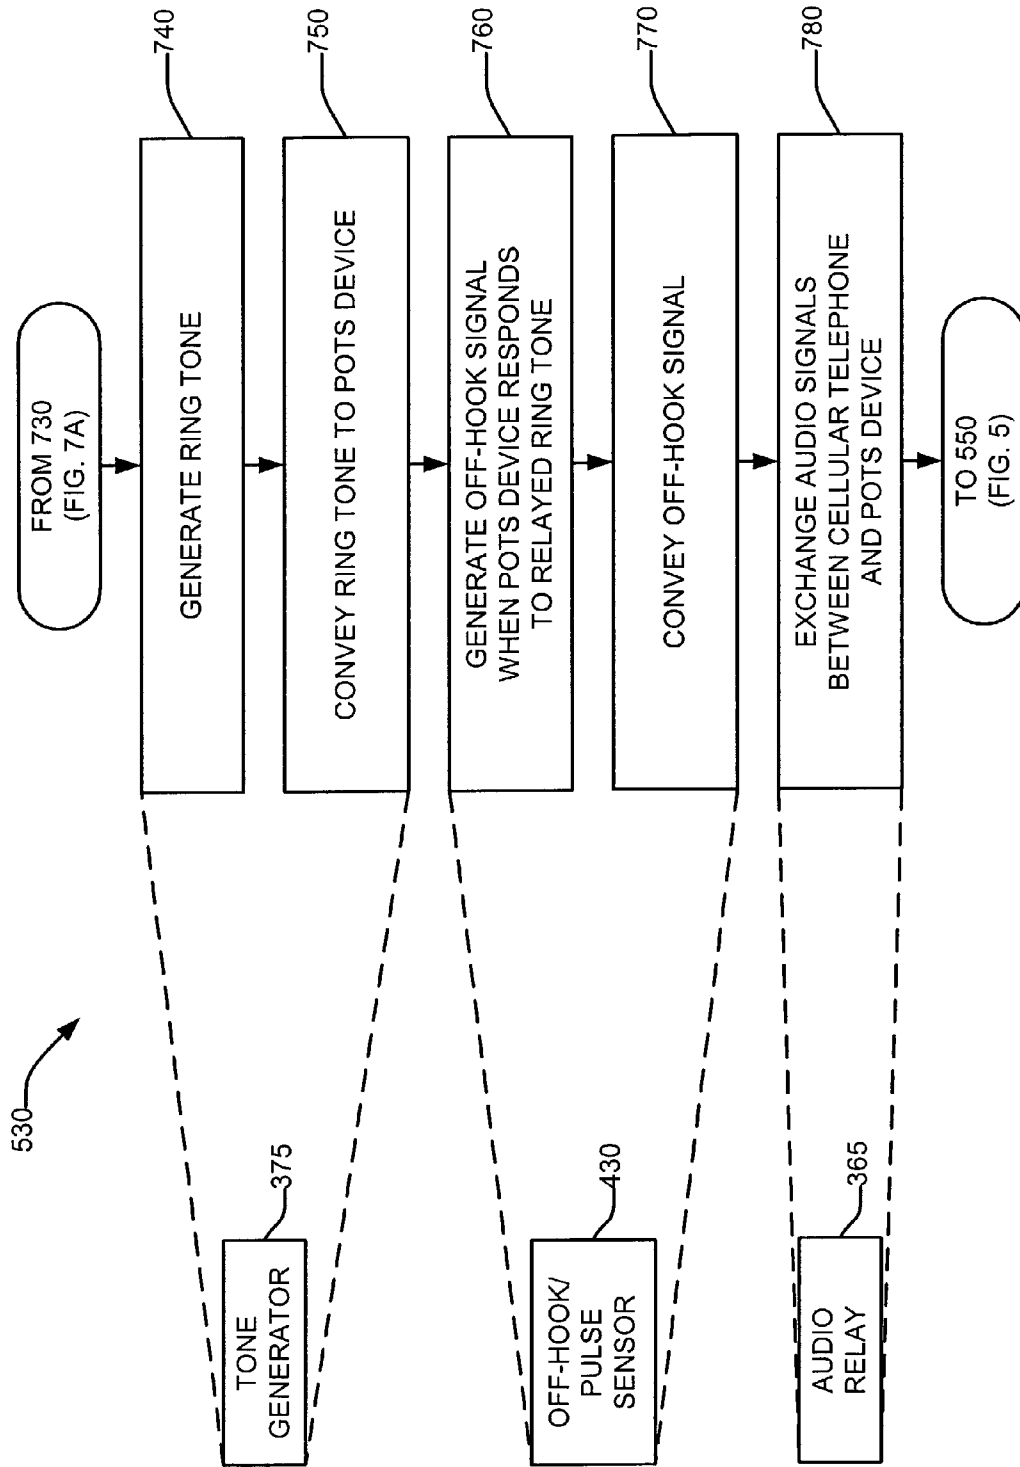 530
FROM 730
(FIG. 7A)
GENERATE RING TONE
740
CONVEY RING TONE TO POTS DEVICE
750
TONE
GENERATOR
375
GENERATE OFF-HOOK SIGNAL
WHEN POTS DEVICE RESPONDS
TO RELAYED RING TONE
760
CONVEY OFF-HOOK SIGNAL
770
OFF-HOOK/
PULSE
SENSOR
430
EXCHANGE AUDIO SIGNALS
BETWEEN CELLULAR TELEPHONE
AND POTS DEVICE
780
AUDIO
RELAY
365
TO 550
(FIG. 5)